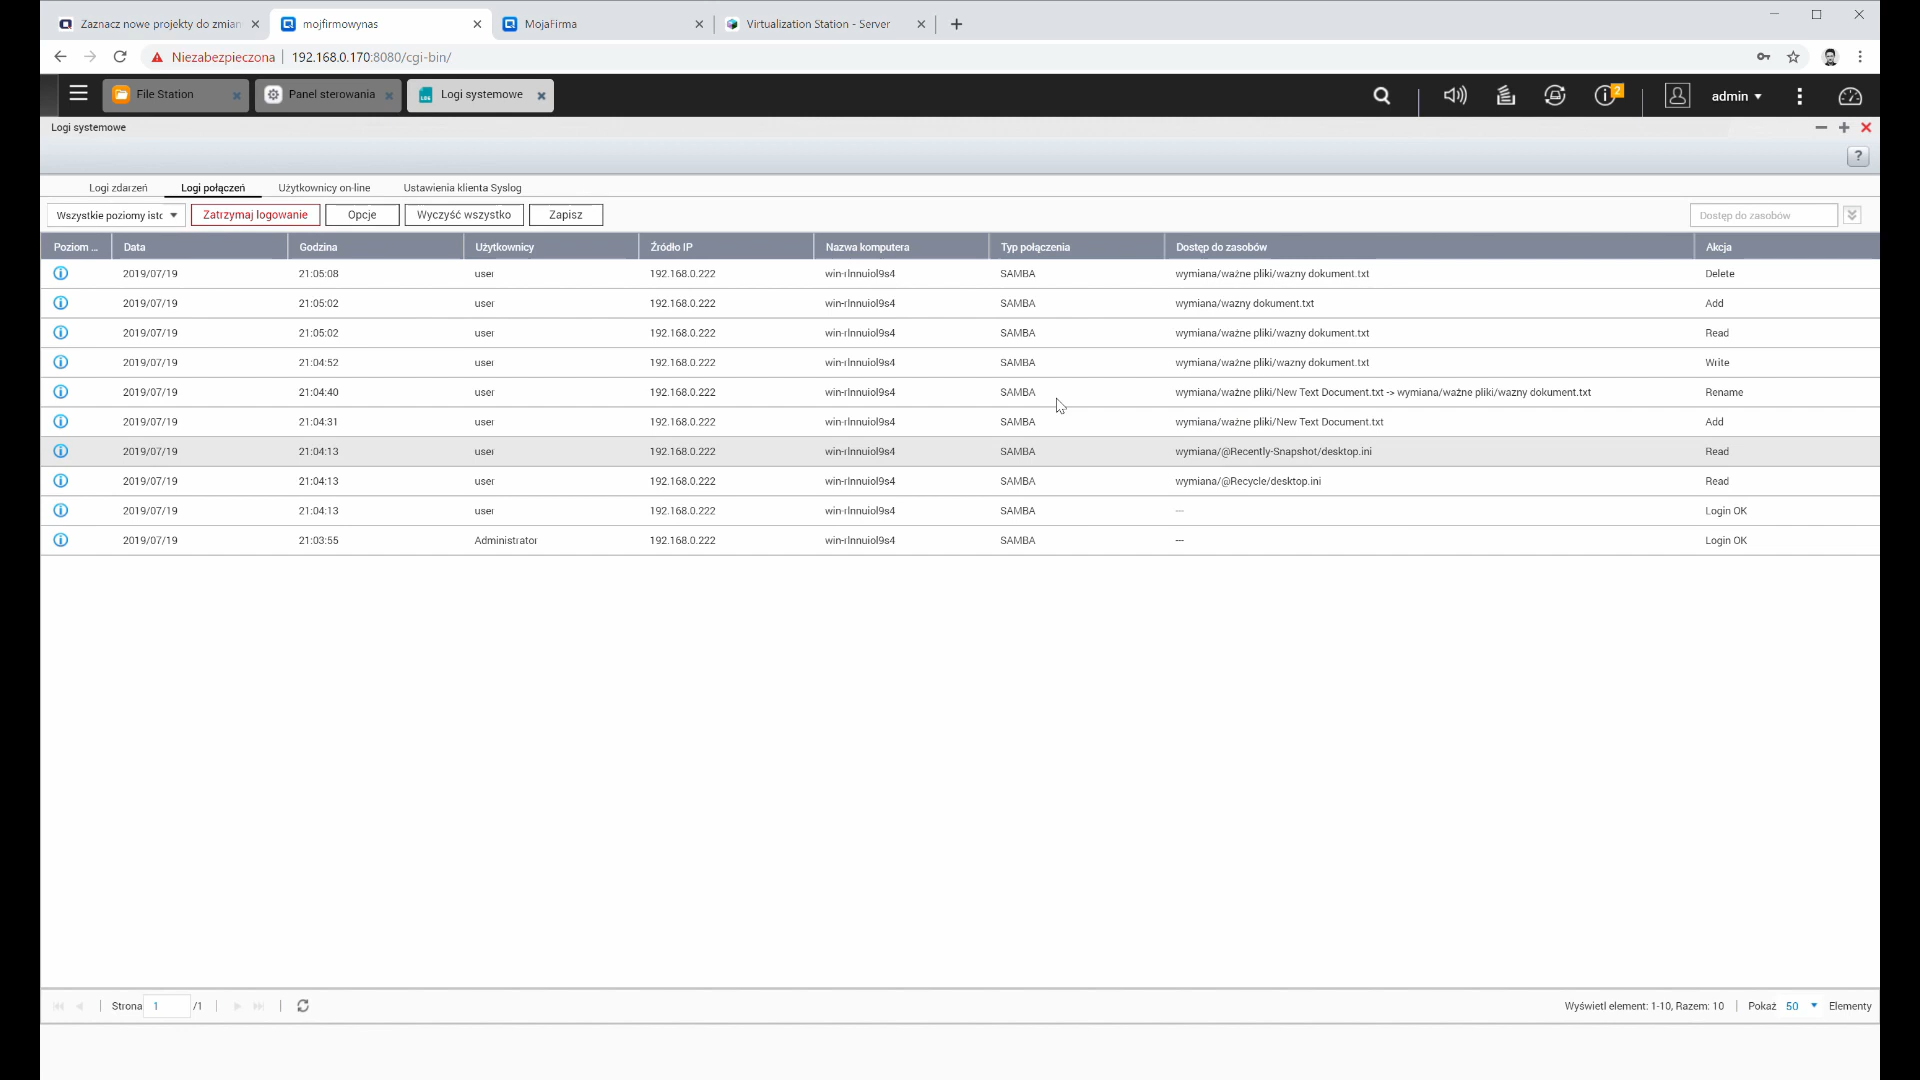 Zaznacz nowe projekty do zmian
mojfirmowynas
MojaFirma
Virtualization Station - Server
Niezabezpieczona 192.168.0.170:8080/cgi-bin/
File Station
Panel sterowania
Logi systemowe
2
admin
Logi systemowe
?
Logi zdarzeń Logi połączeń Użytkownicy on-line Ustawienia klienta Syslog
Wszystkie poziomy istc Zatrzymaj logowanie Opcje Wyczyść wszystko Zapisz Dostęp do zasobów
Poziom ... Data Godzina Użytkownicy Źródło IP Nazwa komputera Typ połączenia Dostęp do zasobów Akcja
2019/07/19 21:05:08 user 192.168.0.222 win-rlnnuiol9s4 SAMBA wymiana/ważne pliki/wazny dokument.txt Delete
2019/07/19 21:05:02 user 192.168.0.222 win-rlnnuiol9s4 SAMBA wymiana/wazny dokument.txt Add
2019/07/19 21:05:02 user 192.168.0.222 win-rlnnuiol9s4 SAMBA wymiana/ważne pliki/wazny dokument.txt Read
2019/07/19 21:04:52 user 192.168.0.222 win-rlnnuiol9s4 SAMBA wymiana/ważne pliki/wazny dokument.txt Write
2019/07/19 21:04:40 user 192.168.0.222 win-rlnnuiol9s4 SAMBA wymiana/ważne pliki/New Text Document.txt -> wymiana/ważne pliki/wazny dokument.txt Rename
2019/07/19 21:04:31 user 192.168.0.222 win-rlnnuiol9s4 SAMBA wymiana/ważne pliki/New Text Document.txt Add
2019/07/19 21:04:13 user 192.168.0.222 win-rlnnuiol9s4 SAMBA wymiana/@Recently-Snapshot/desktop.ini Read
2019/07/19 21:04:13 user 192.168.0.222 win-rlnnuiol9s4 SAMBA wymiana/@Recycle/desktop.ini Read
2019/07/19 21:04:13 user 192.168.0.222 win-rlnnuiol9s4 SAMBA --- Login OK
2019/07/19 21:03:55 Administrator 192.168.0.222 win-rlnnuiol9s4 SAMBA --- Login OK
Strona 1 /1 Wyświetl element: 1-10, Razem: 10 Pokaż 50 Elementy